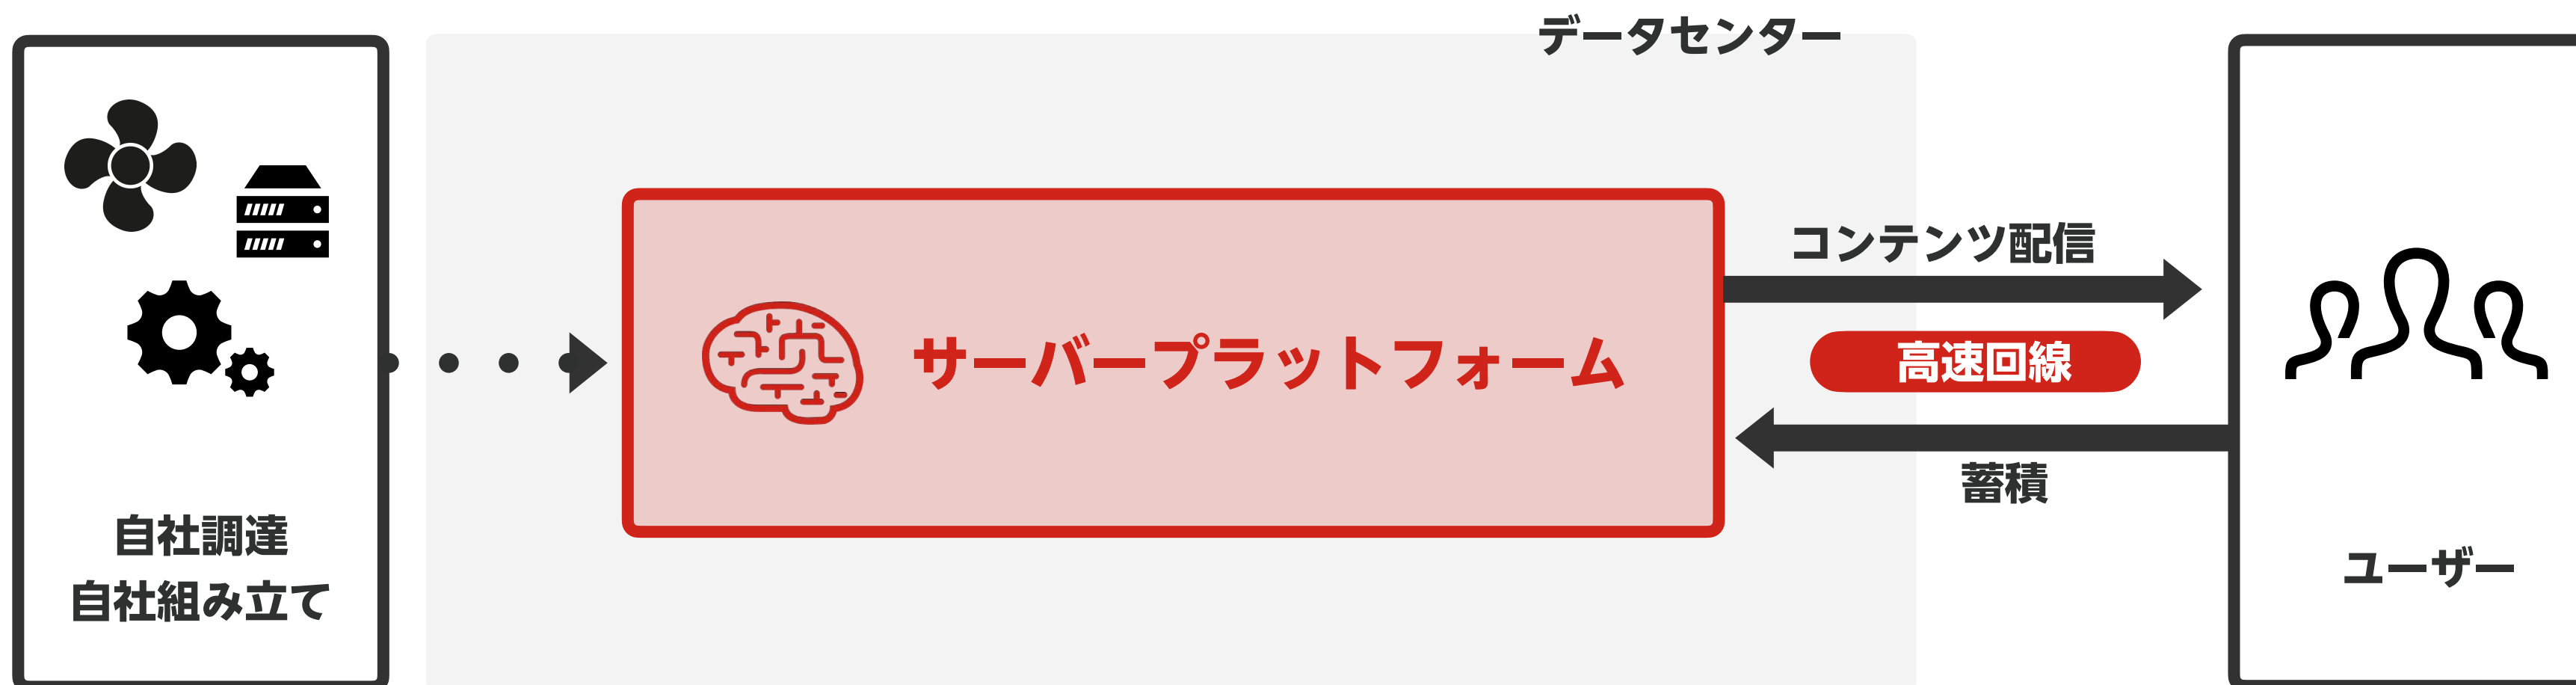 データセンター
自社調達
自社組み立て
サーバープラットフォーム
コンテンツ配信
高速回線
蓄積
ユーザー